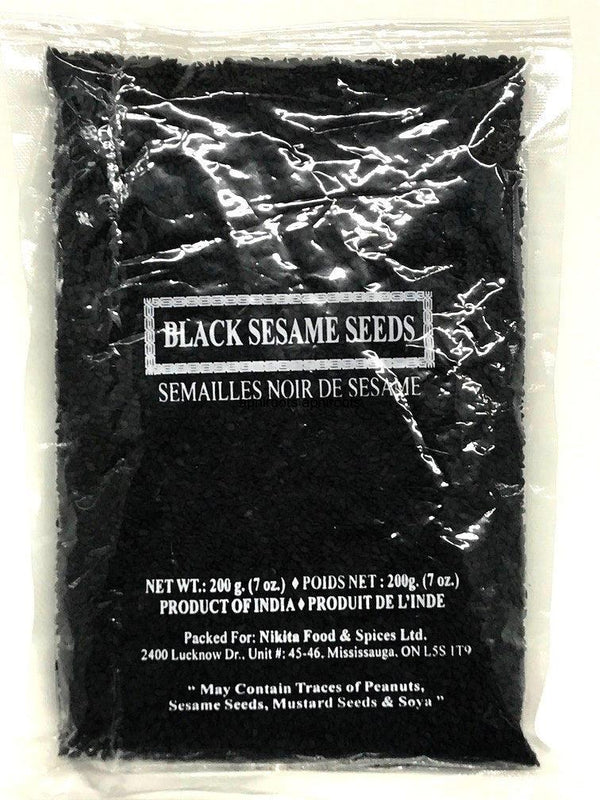 BLACK SESAME SEEDS
SEMAILLES NOIR DE SESAME
NET WT.: 200 g. (7 oz.) ♦ POIDS NET : 200g. (7 oz.)
PRODUCT OF INDIA ♦ PRODUIT DE L'INDE
Packed For: Nikita Food & Spices Ltd.
2400 Lucknow Dr., Unit #: 45-46, Mississauga, ON L5S 1T9
" May Contain Traces of Peanuts,
Sesame Seeds, Mustard Seeds & Soya "